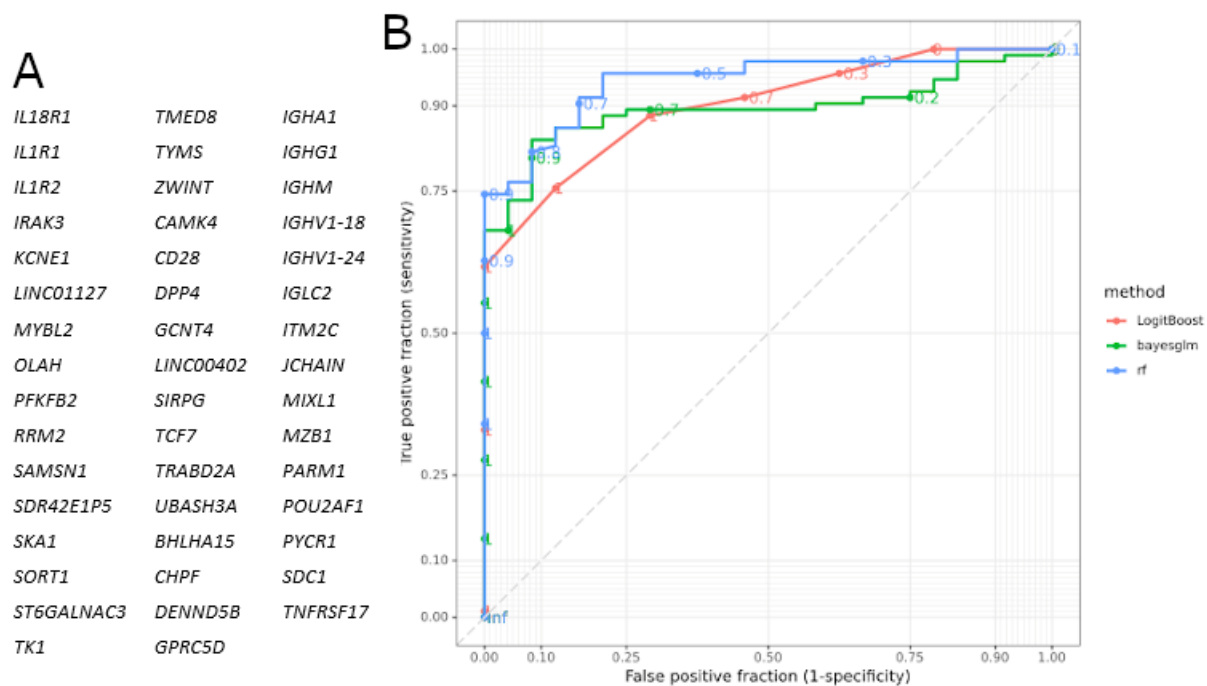 A
IL18R1 TMED8 IGHA1
IL1R1 TYMS IGHG1
IL1R2 ZWINT IGHM
IRAK3 CAMK4 IGHV1-18
KCNE1 CD28 IGHV1-24
LINC01127 DPP4 IGLC2
MYBL2 GCNT4 ITM2C
OLAH LINC00402 JCHAIN
PFKFB2 SIRPG MIXL1
RRM2 TCF7 MZB1
SAMSN1 TRABD2A PARM1
SDR42E1P5 UBASH3A POU2AF1
SKA1 BHLHA15 PYCR1
SORT1 CHPF SDC1
ST6GALNAC3 DENND5B TNFRSF17
TK1 GPRC5D
B
True positive fraction (sensitivity)
1.00
0.90
0.75
0.50
0.25
0.10
0.00
0.1
0
0.3
0.3
0.5
0.7
0.7
0.7
0.2
0.9
0.9
0.9
Inf
0.00 0.10 0.25 0.50 0.75 0.90 1.00
False positive fraction (1-specificity)
method
LogitBoost
bayesglm
rf